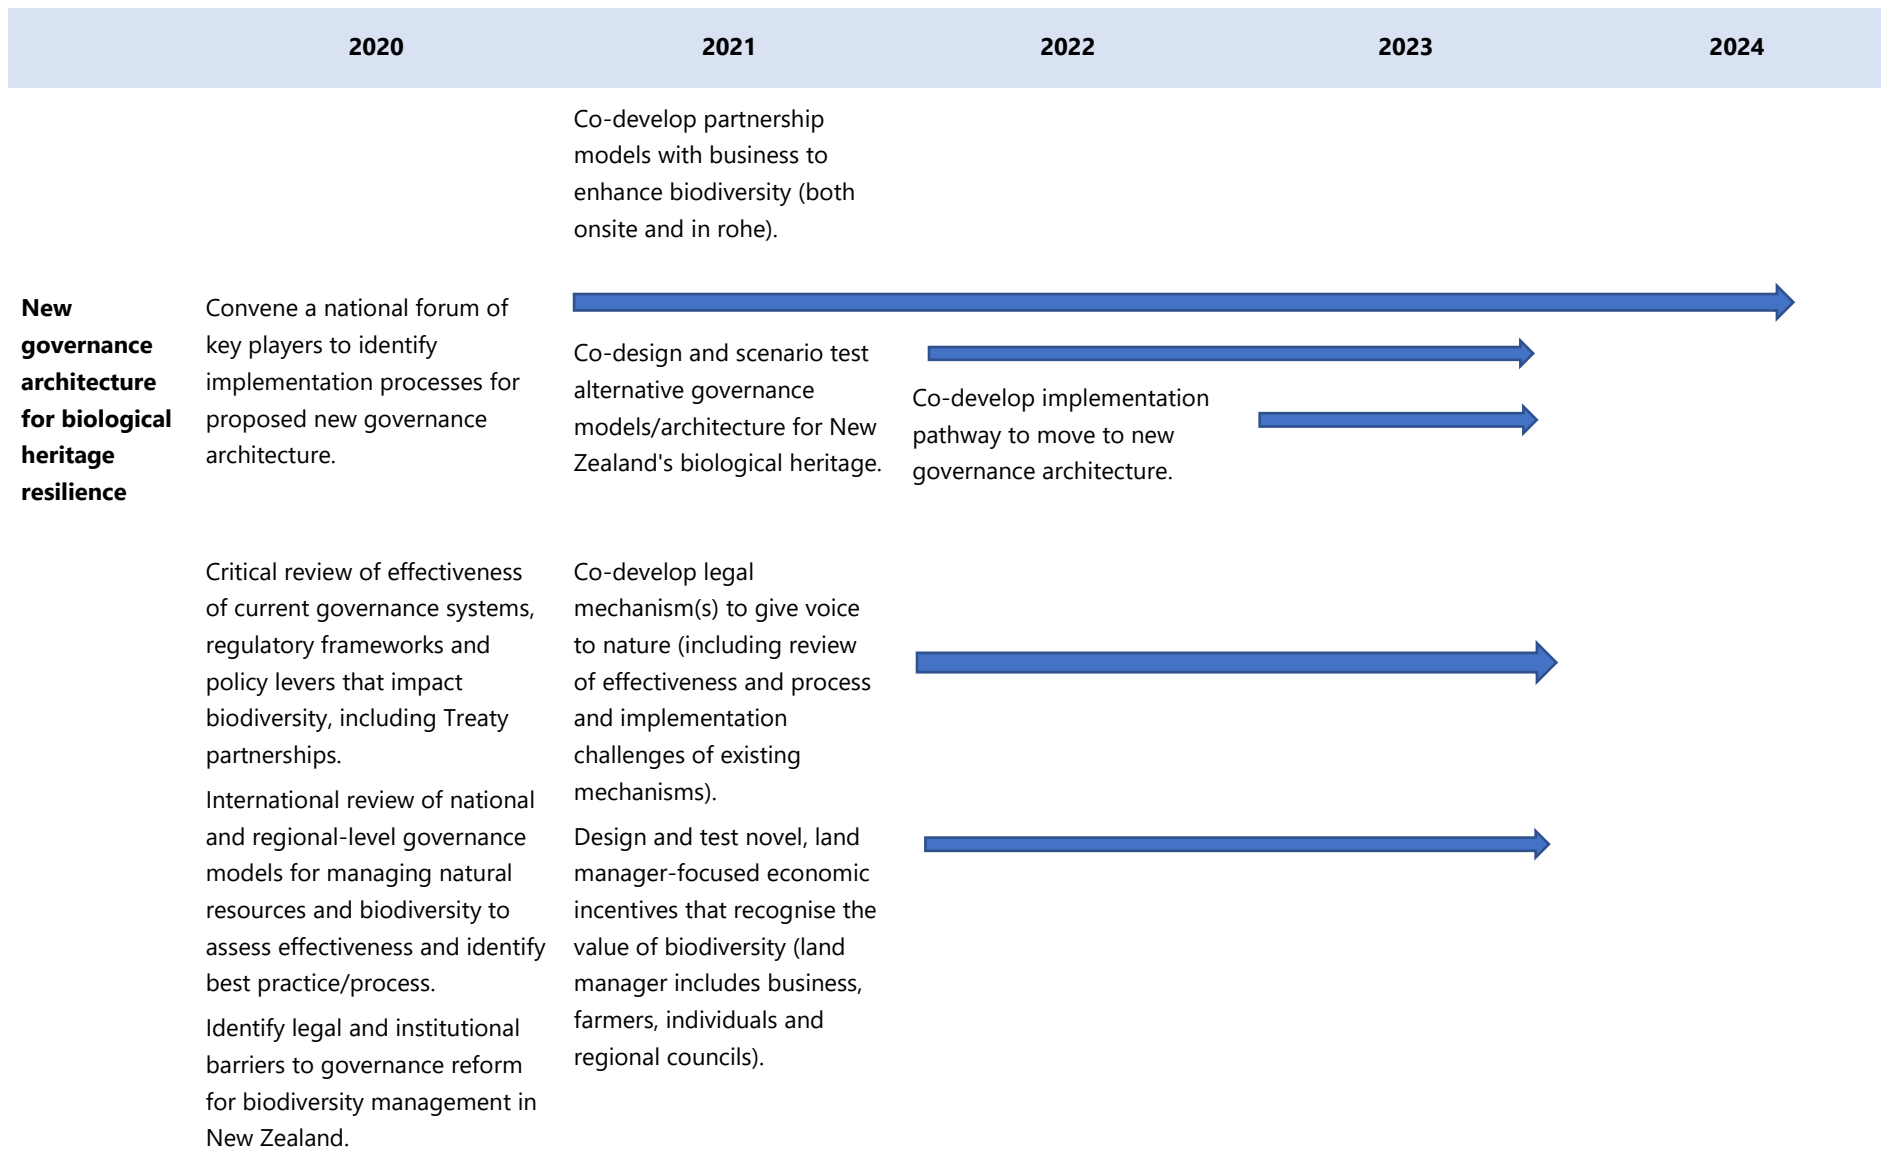 2020
2021
2022
2023
2024
Co-develop partnership
models with business to
enhance biodiversity (both
onsite and in rohe).
New
governance
architecture
for biological
heritage
resilience
Convene a national forum of
key players to identify
implementation processes for
proposed new governance
architecture.
Co-design and scenario test
alternative governance
models/architecture for New
Zealand's biological heritage.
Co-develop implementation
pathway to move to new
governance architecture.
Critical review of effectiveness
of current governance systems,
regulatory frameworks and
policy levers that impact
biodiversity, including Treaty
partnerships.
International review of national
and regional-level governance
models for managing natural
resources and biodiversity to
assess effectiveness and identify
best practice/process.
Identify legal and institutional
barriers to governance reform
for biodiversity management in
New Zealand.
Co-develop legal
mechanism(s) to give voice
to nature (including review
of effectiveness and process
and implementation
challenges of existing
mechanisms).
Design and test novel, land
manager-focused economic
incentives that recognise the
value of biodiversity (land
manager includes business,
farmers, individuals and
regional councils).